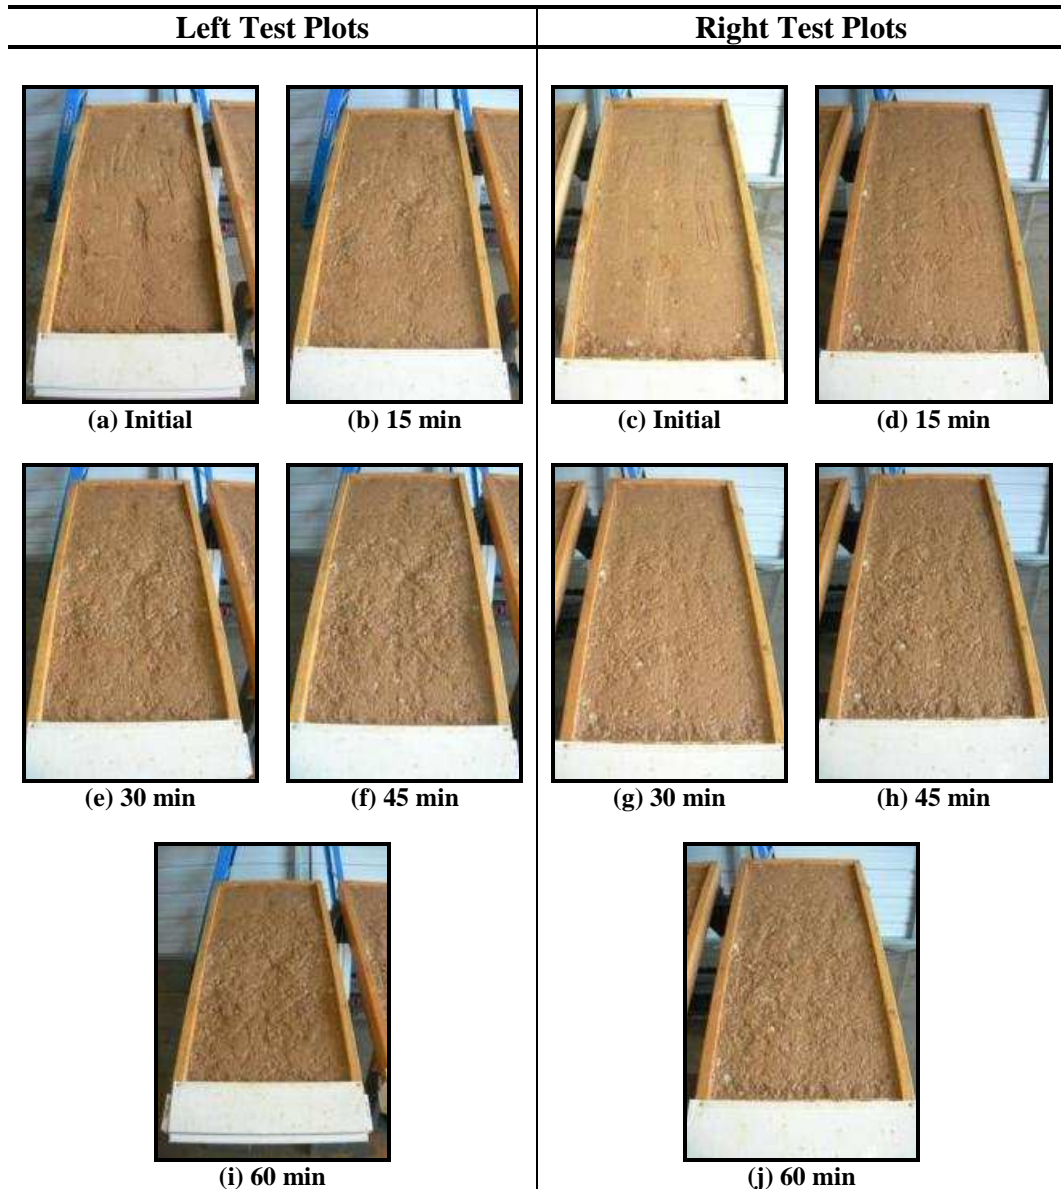 Left Test Plots
Right Test Plots
(a) Initial
(b) 15 min
(c) Initial
(d) 15 min
(e) 30 min
(f) 45 min
(g) 30 min
(h) 45 min
(i) 60 min
(j) 60 min